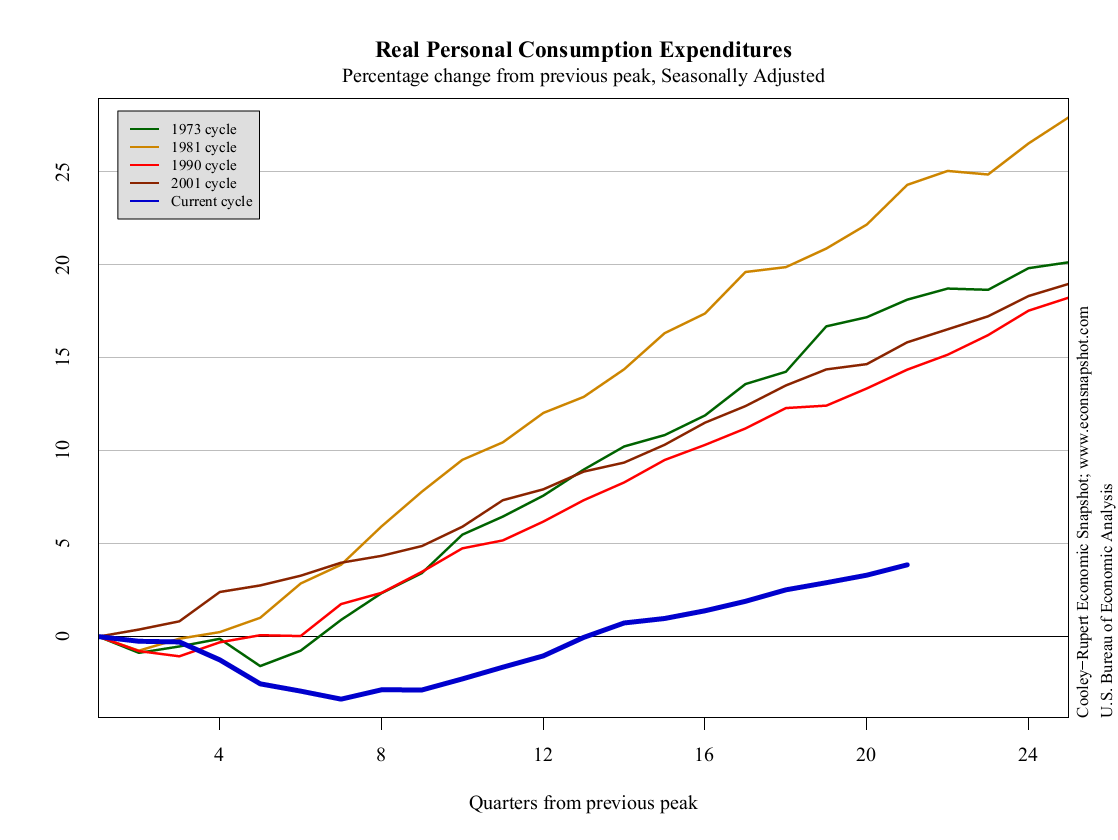 Real Personal Consumption Expenditures
Percentage change from previous peak, Seasonally Adjusted
1973 cycle
1981 cycle
1990 cycle
2001 cycle
Current cycle
25
20
15
10
5
0
4
8
12
16
20
24
Quarters from previous peak
Cooley−Rupert Economic Snapshot; www.econsnapshot.com
U.S. Bureau of Economic Analysis